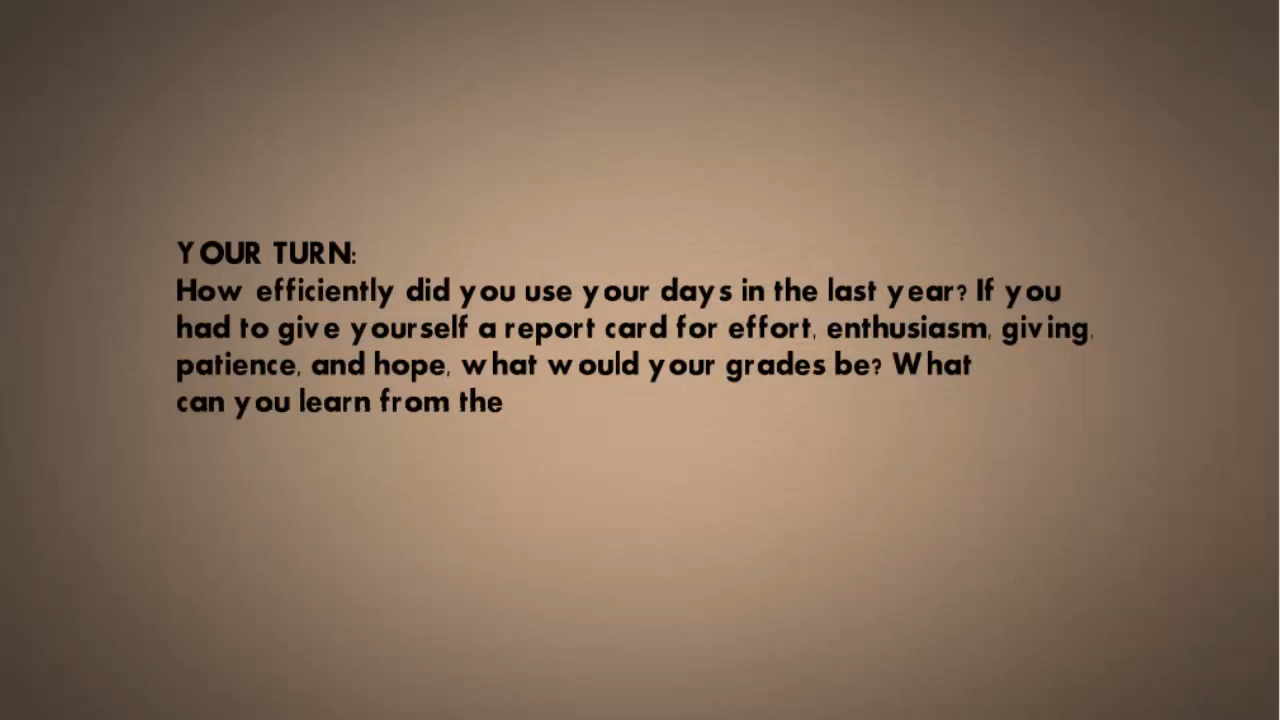 YOUR TURN:
How efficiently did you use your days in the last year? If you
had to give yourself a report card for effort, enthusiasm, giving,
patience, and hope, what would your grades be? What
can you learn from the